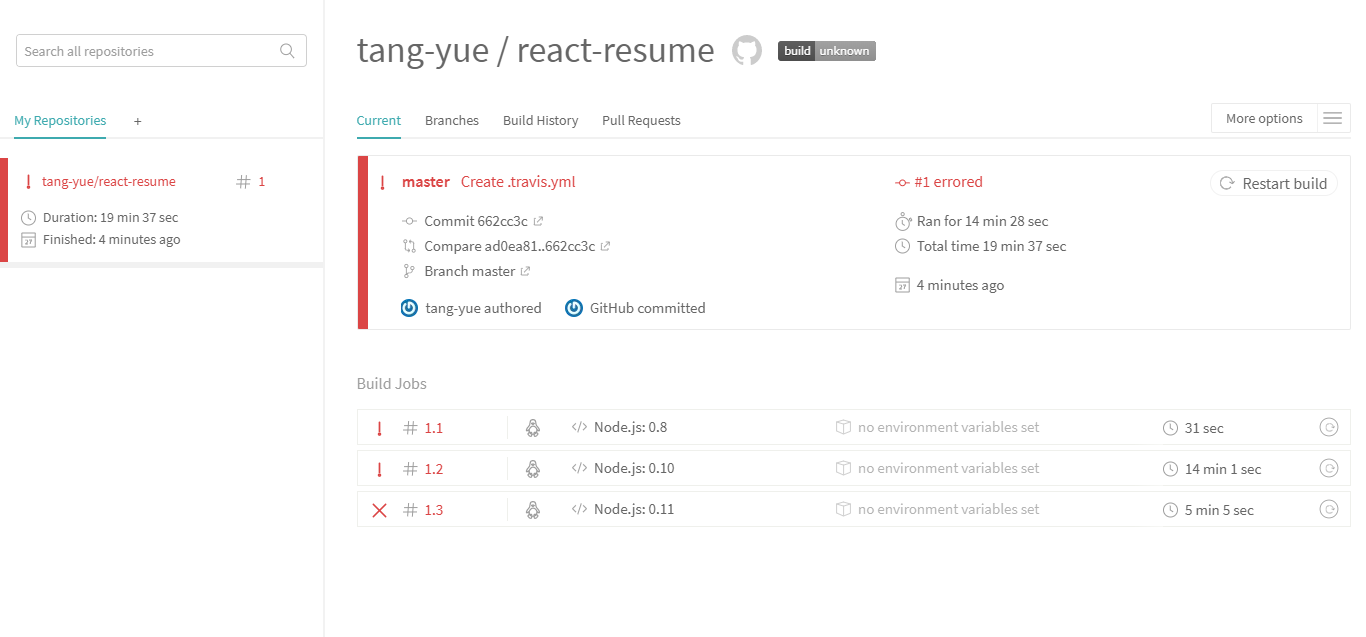 Search all repositories
My Repositories +
tang-yue/react-resume # 1
Duration: 19 min 37 sec
27 Finished: 4 minutes ago
tang-yue / react-resume build unknown
Current Branches Build History Pull Requests More options
! master Create .travis.yml #1 errored Restart build
Commit 662cc3c Ran for 14 min 28 sec
Compare ad0ea81..662cc3c Total time 19 min 37 sec
Branch master
27 4 minutes ago
tang-yue authored GitHub committed
Build Jobs
! # 1.1 </> Node.js: 0.8 no environment variables set 31 sec
! # 1.2 </> Node.js: 0.10 no environment variables set 14 min 1 sec
# 1.3 </> Node.js: 0.11 no environment variables set 5 min 5 sec